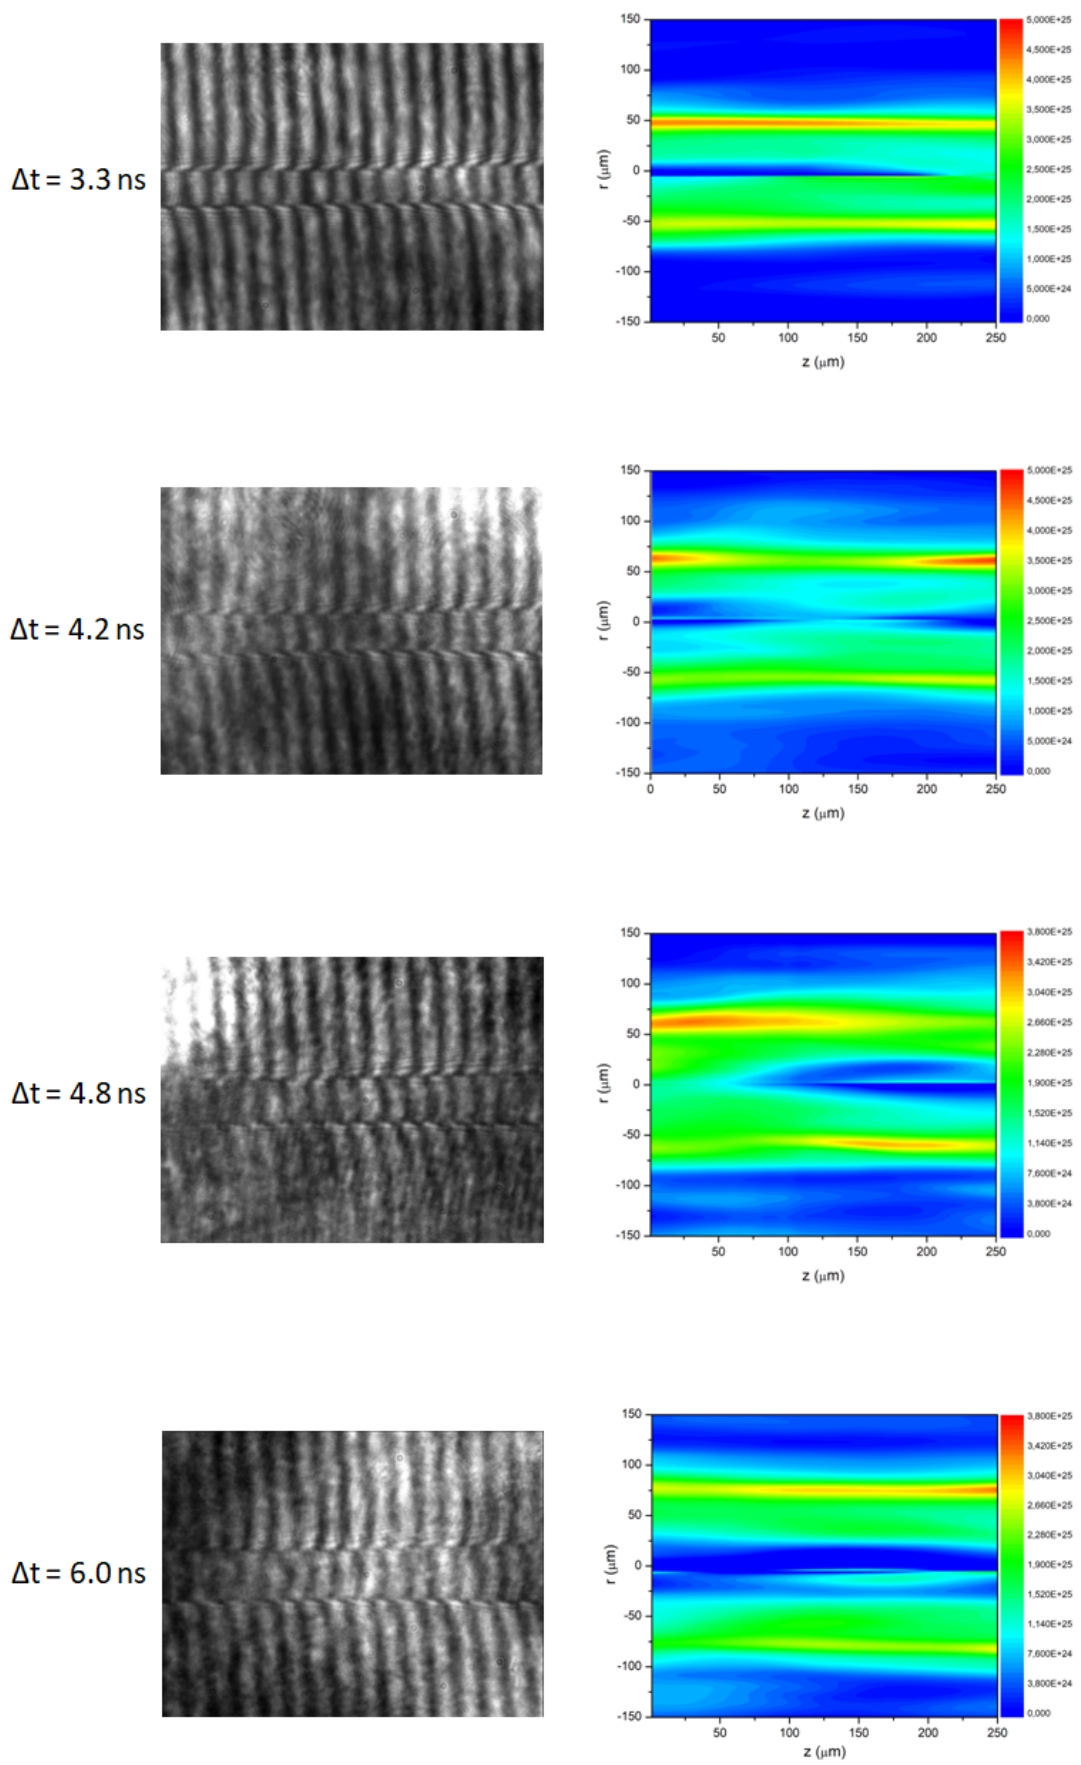 Δt = 3.3 ns
150
100
50
0
-50
-100
-150
r (μm)
50
100
150
200
250
z (μm)
5,000E+25
4,500E+25
4,000E+25
3,500E+25
3,000E+25
2,500E+25
2,000E+25
1,500E+25
1,000E+25
5,000E+24
0,000
Δt = 4.2 ns
150
100
50
0
-50
-100
-150
r (μm)
0
50
100
150
200
250
z (μm)
5,000E+25
4,500E+25
4,000E+25
3,500E+25
3,000E+25
2,500E+25
2,000E+25
1,500E+25
1,000E+25
5,000E+24
0,000
Δt = 4.8 ns
150
100
50
0
-50
-100
-150
r (μm)
50
100
150
200
250
z (μm)
3,800E+25
3,420E+25
3,040E+25
2,660E+25
2,280E+25
1,900E+25
1,520E+25
1,140E+25
7,600E+24
3,800E+24
0,000
Δt = 6.0 ns
150
100
50
0
-50
-100
-150
r (μm)
50
100
150
200
250
z (μm)
3,800E+25
3,420E+25
3,040E+25
2,660E+25
2,280E+25
1,900E+25
1,520E+25
1,140E+25
7,600E+24
3,800E+24
0,000